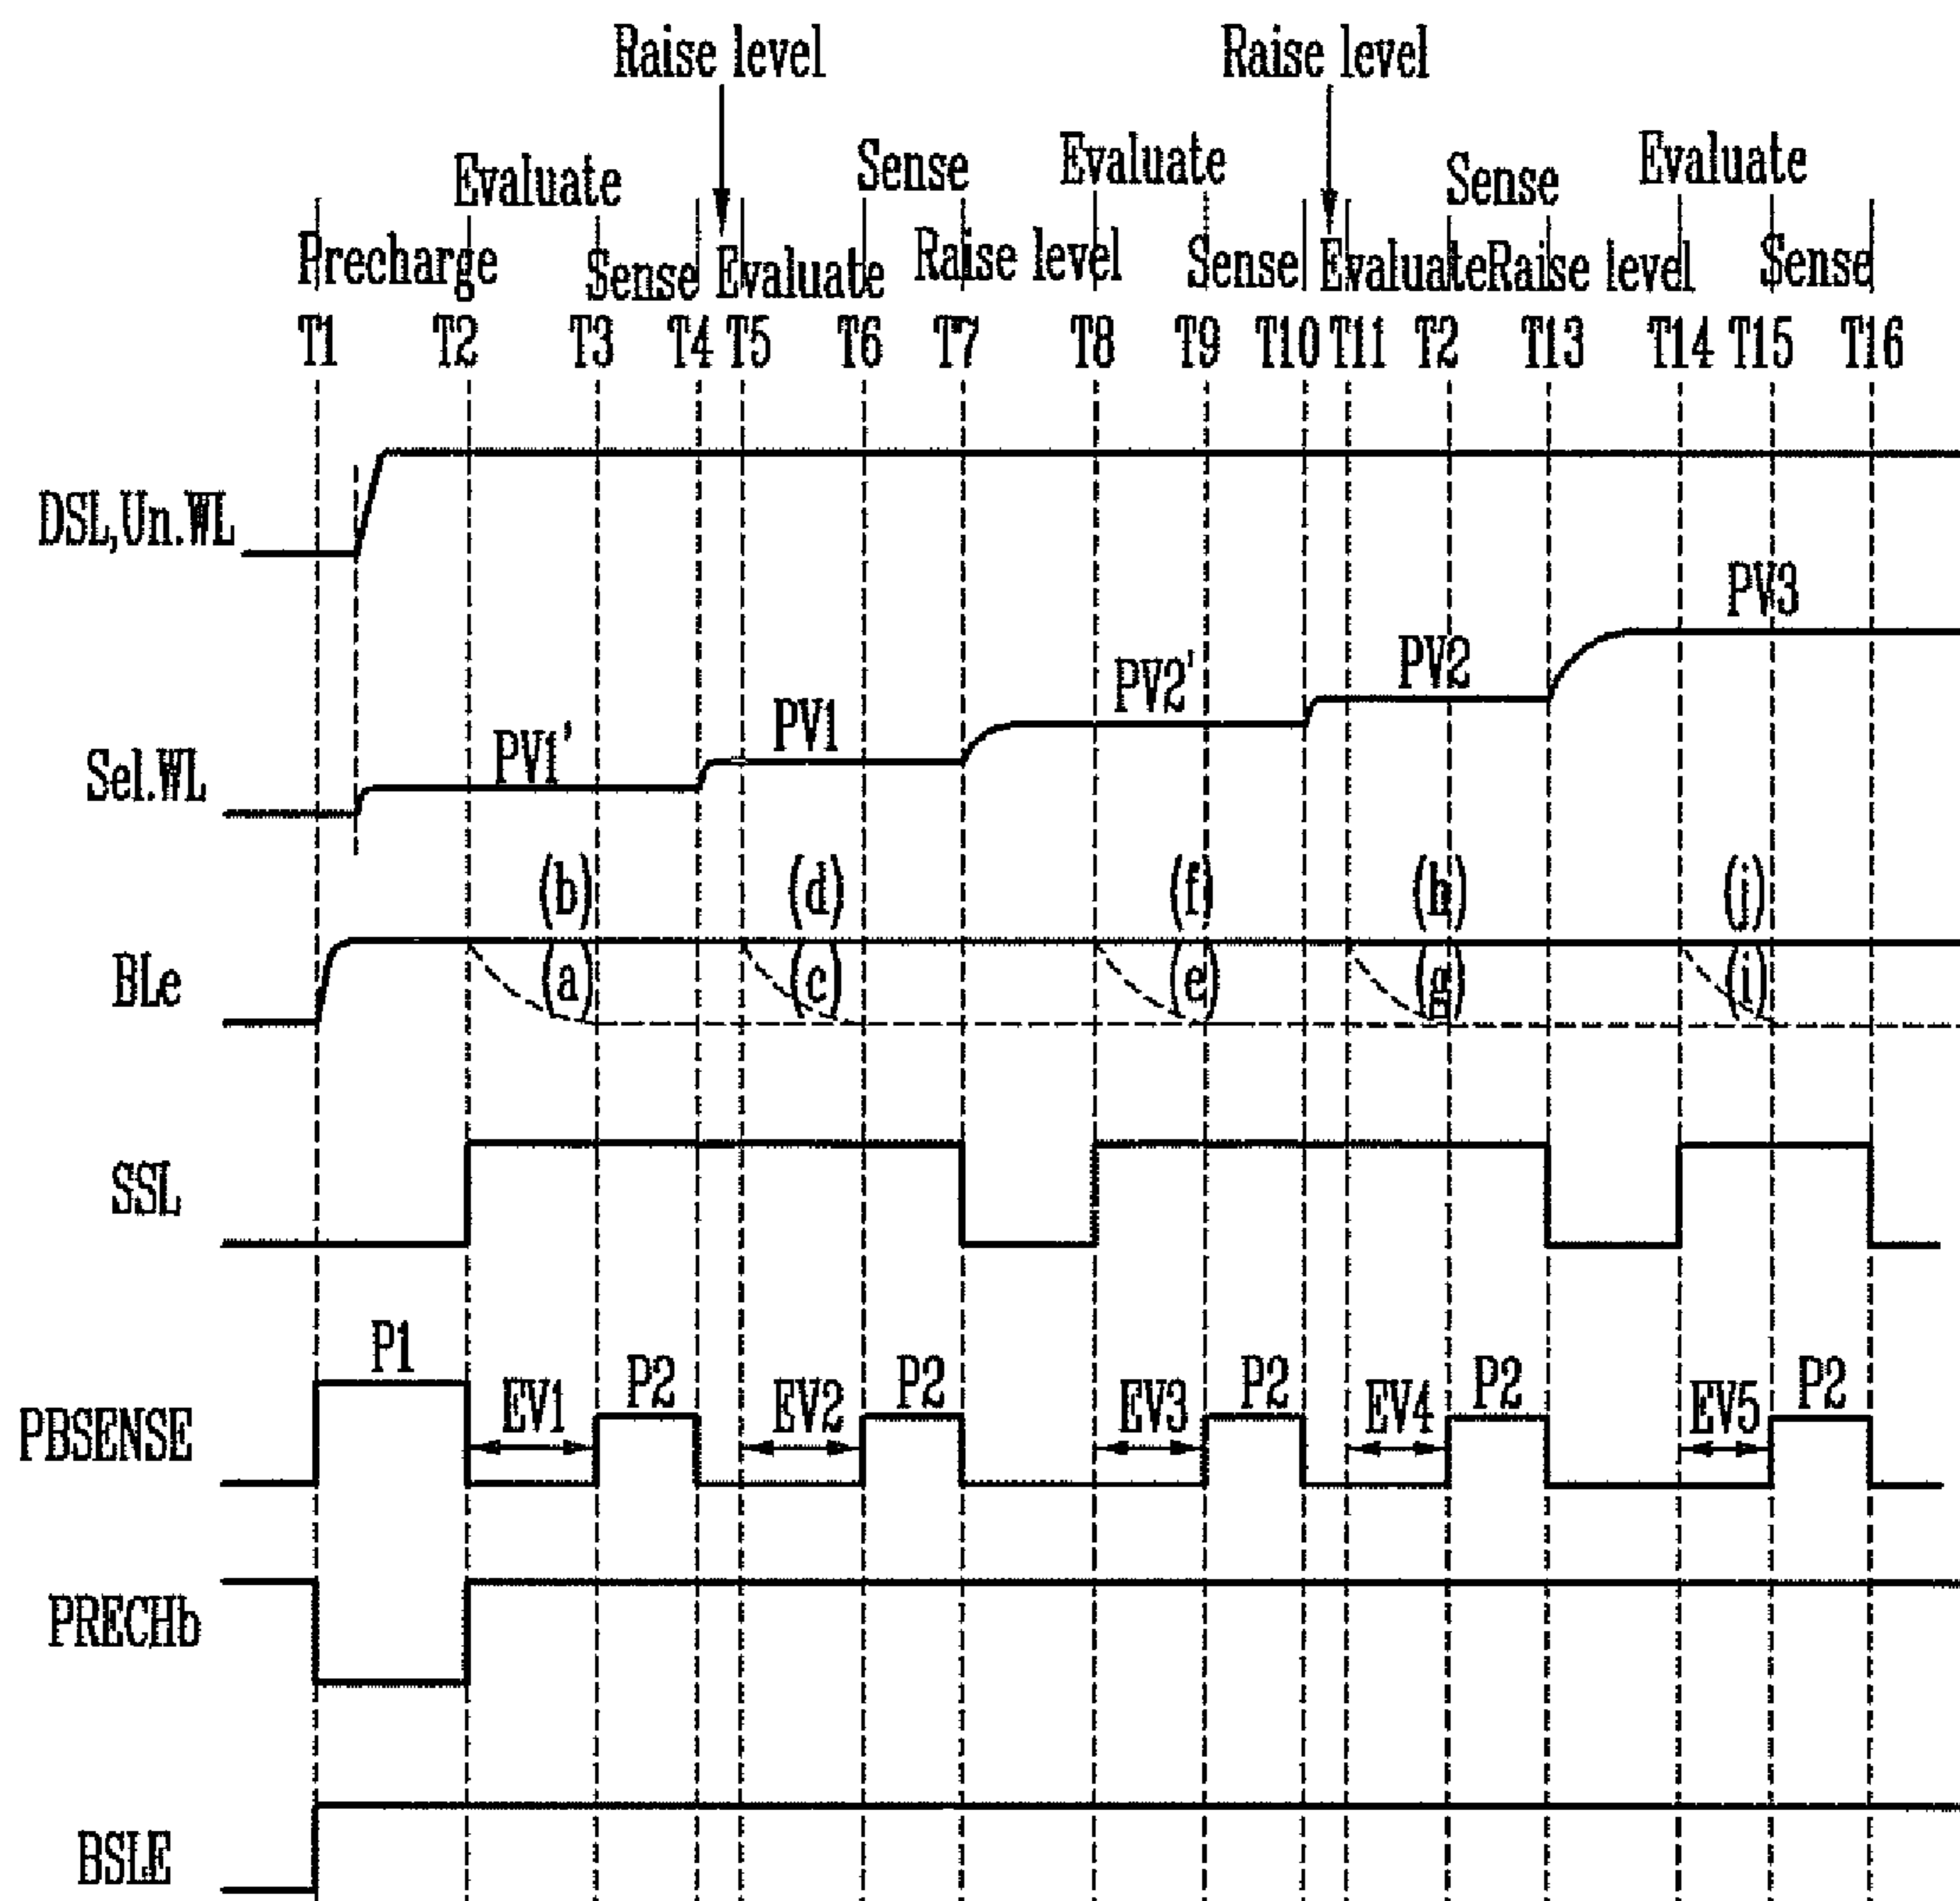 Raise level Raise level
Evaluate Sense Evaluate Sense Evaluate
Precharge Sense Evaluate Raise level Sense Evaluate Raise level Sense
T1 T2 T3 T4 T5 T6 T7 T8 T9 T10 T11 T2 T13 T14 T15 T16
DSL,Un.WL
Sel.WL PV1' PV1 PV2' PV2 PV3
(b) (d) (f) (h) (j)
BLe (a) (c) (e) (g) (i)
SSL
P1
PBSENSE EV1 P2 EV2 P2 EV3 P2 EV4 P2 EV5 P2
PRECHb
BSLE